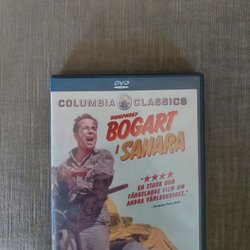 DVD
COLUMBIA CLASSICS
HUMPHREY
BOGART
i
SAHARA
"EN STARK OCH
FÄNGSLANDE FILM OM
ANDRA VÄRLDSKRIGET."